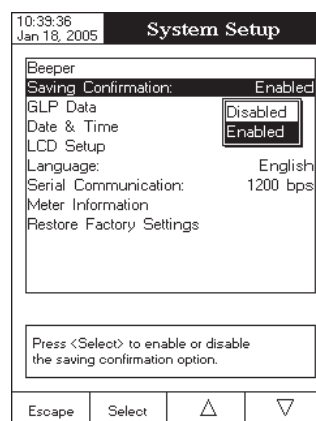 10:39:36
Jan 18, 2005
System Setup
Beeper
Saving Confirmation: Enabled
GLP Data
Disabled
Date & Time
Enabled
LCD Setup
Language: English
Serial Communication: 1200 bps
Meter Information
Restore Factory Settings
Press <Select> to enable or disable
the saving confirmation option.
Escape Select △ ▽